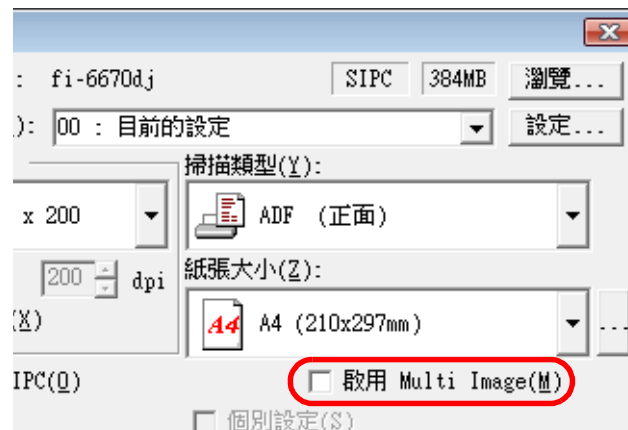 : fi-6670dj SIPC 384MB 瀏覽...
): 00 : 目前的設定 設定...
掃描類型(Y):
x 200 ADF (正面)
200 dpi 紙張大小(Z):
(X) A4 A4 (210x297mm) ...
IPC(O) 啟用 Multi Image(M)
個別設定(S)